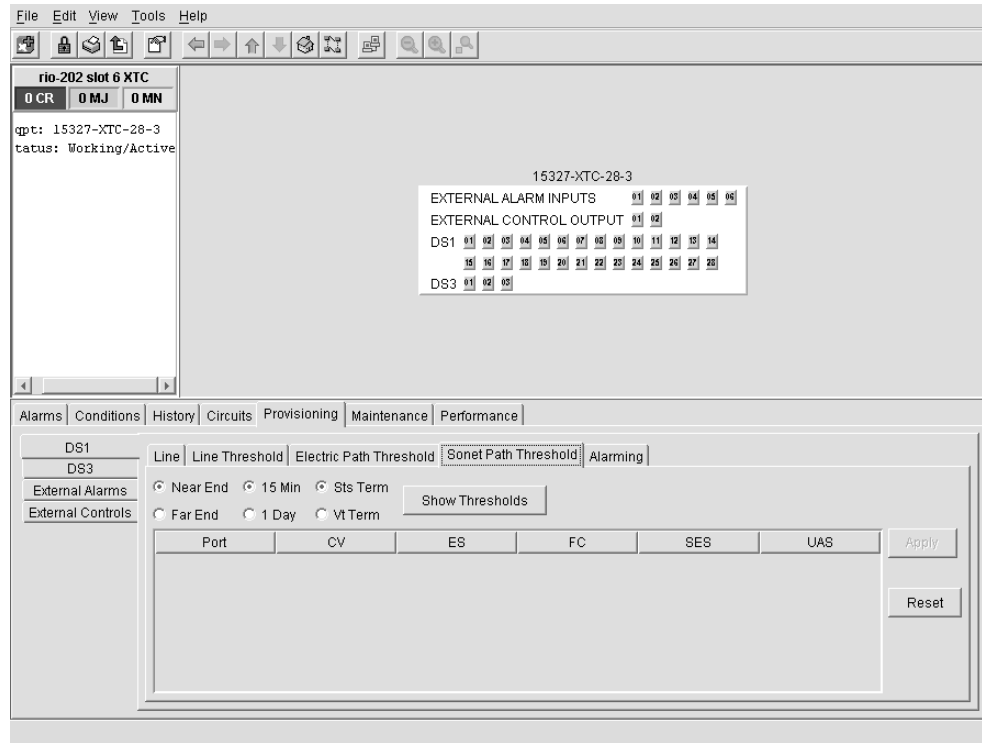 File Edit View Tools Help
rio-202 slot 6 XTC
0 CR 0 MJ 0 MN
qpt: 15327-XTC-28-3
tatus: Working/Active
15327-XTC-28-3
EXTERNAL ALARM INPUTS 01 02 03 04 05 06
EXTERNAL CONTROL OUTPUT 01 02
DS1 01 02 03 04 05 06 07 08 09 10 11 12 13 14
15 16 17 18 19 20 21 22 23 24 25 26 27 28
DS3 01 02 03
Alarms Conditions History Circuits Provisioning Maintenance Performance
DS1
DS3
External Alarms
External Controls
Line Line Threshold Electric Path Threshold Sonet Path Threshold Alarming
Near End 15 Min Sts Term
Far End 1 Day Vt Term
Show Thresholds
Port CV ES FC SES UAS
Apply
Reset